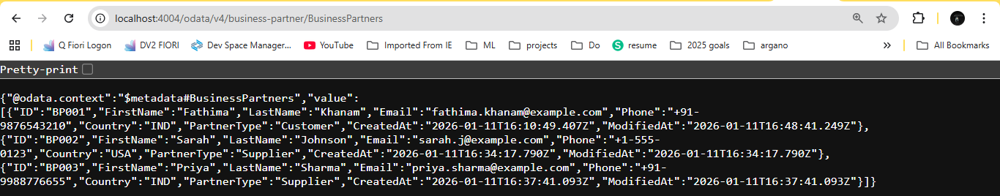 localhost:4004/odata/v4/business-partner/BusinessPartners
Q Fiori Logon DV2 FIORI Dev Space Manager... YouTube Imported From IE ML projects Do resume 2025 goals argano » All Bookmarks
Pretty-print
{"@odata.context":"$metadata#BusinessPartners","value":
[{"ID":"BP001","FirstName":"Fathima","LastName":"Khanam","Email":"fathima.khanam@example.com","Phone":"+91-
9876543210","Country":"IND","PartnerType":"Customer","CreatedAt":"2026-01-11T16:10:49.407Z","ModifiedAt":"2026-01-11T16:48:41.249Z"},
{"ID":"BP002","FirstName":"Sarah","LastName":"Johnson","Email":"sarah.j@example.com","Phone":"+1-555-
0123","Country":"USA","PartnerType":"Supplier","CreatedAt":"2026-01-11T16:34:17.790Z","ModifiedAt":"2026-01-11T16:34:17.790Z"},
{"ID":"BP003","FirstName":"Priya","LastName":"Sharma","Email":"priya.sharma@example.com","Phone":"+91-
9988776655","Country":"IND","PartnerType":"Supplier","CreatedAt":"2026-01-11T16:37:41.093Z","ModifiedAt":"2026-01-11T16:37:41.093Z"}]}